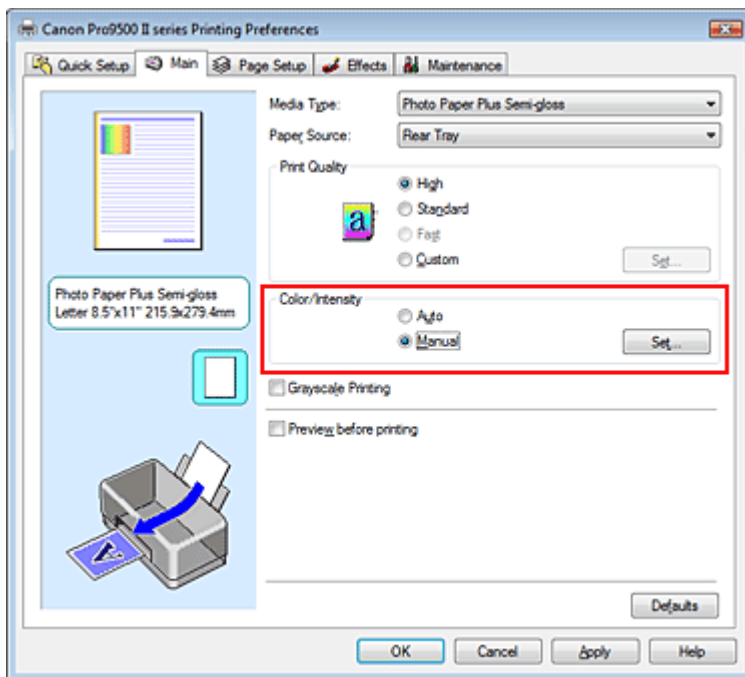 Canon Pro9500 II series Printing Preferences
Quick Setup Main Page Setup Effects Maintenance
Media Type: Photo Paper Plus Semi-gloss
Paper Source: Rear Tray
Print Quality
High
Standard
Fast
Custom Set...
a
Photo Paper Plus Semi-gloss
Letter 8.5"x11" 215.9x279.4mm
Color/Intensity
Auto
Manual Set...
Grayscale Printing
Preview before printing
A
Defaults
OK Cancel Apply Help